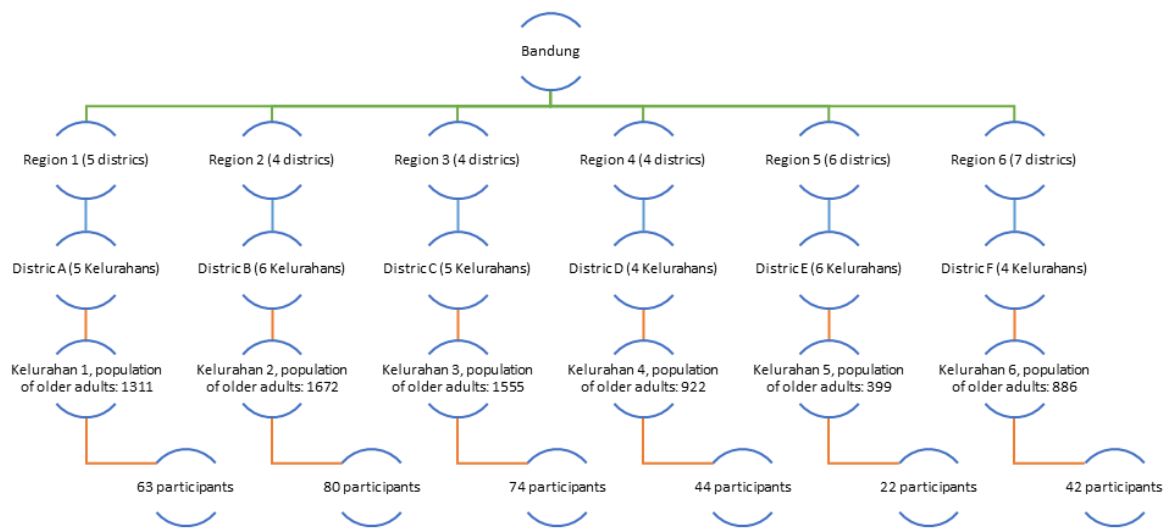 Bandung
Region 1 (5 districs)
Region 2 (4 districs)
Region 3 (4 districs)
Region 4 (4 districs)
Region 5 (6 districs)
Region 6 (7 districs)
Distric A (5 Kelurahans)
Distric B (6 Kelurahans)
Distric C (5 Kelurahans)
Distric D (4 Kelurahans)
Distric E (6 Kelurahans)
Distric F (4 Kelurahans)
Kelurahan 1, population
of older adults: 1311
Kelurahan 2, population
of older adults: 1672
Kelurahan 3, population
of older adults: 1555
Kelurahan 4, population
of older adults: 922
Kelurahan 5, population
of older adults: 399
Kelurahan 6, population
of older adults: 886
63 participants
80 participants
74 participants
44 participants
22 participants
42 participants